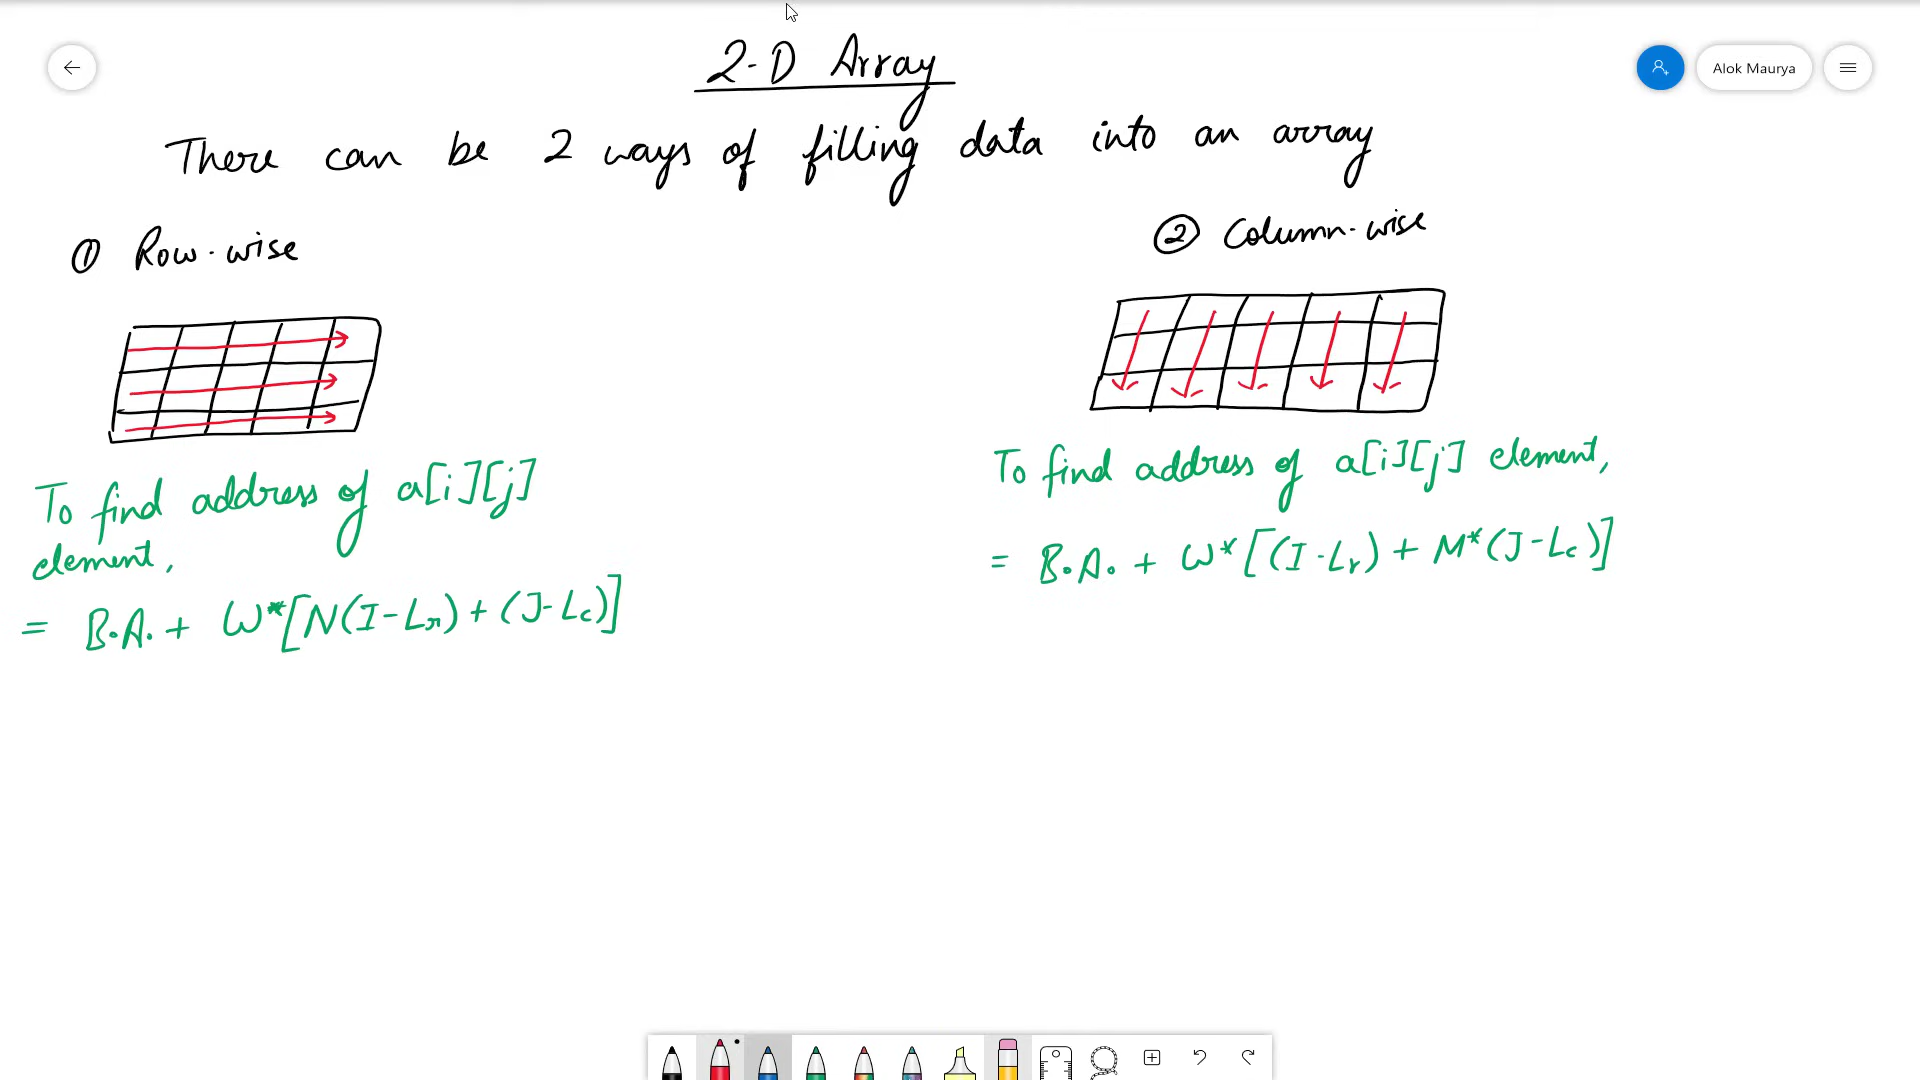 2-D Array
Alok Maurya
There can be 2 ways of filling data into an array
① Row-wise
② Column-wise
To find address of a[i][j]
element,
= B.A. + W*[N(I-Lr) + (J-Lc)]
To find address of a[i][j] element,
= B.A. + W*[(I-Lr) + M*(J-Lc)]